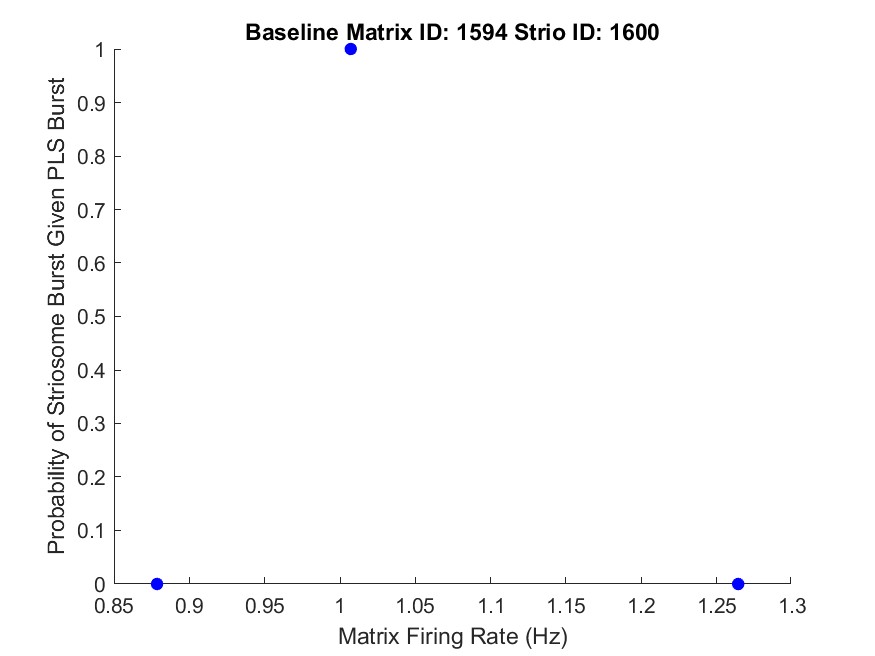 Baseline Matrix ID: 1594 Strio ID: 1600
Probability of Striosome Burst Given PLS Burst
1
0.9
0.8
0.7
0.6
0.5
0.4
0.3
0.2
0.1
0
0.85 0.9 0.95 1 1.05 1.1 1.15 1.2 1.25 1.3
Matrix Firing Rate (Hz)